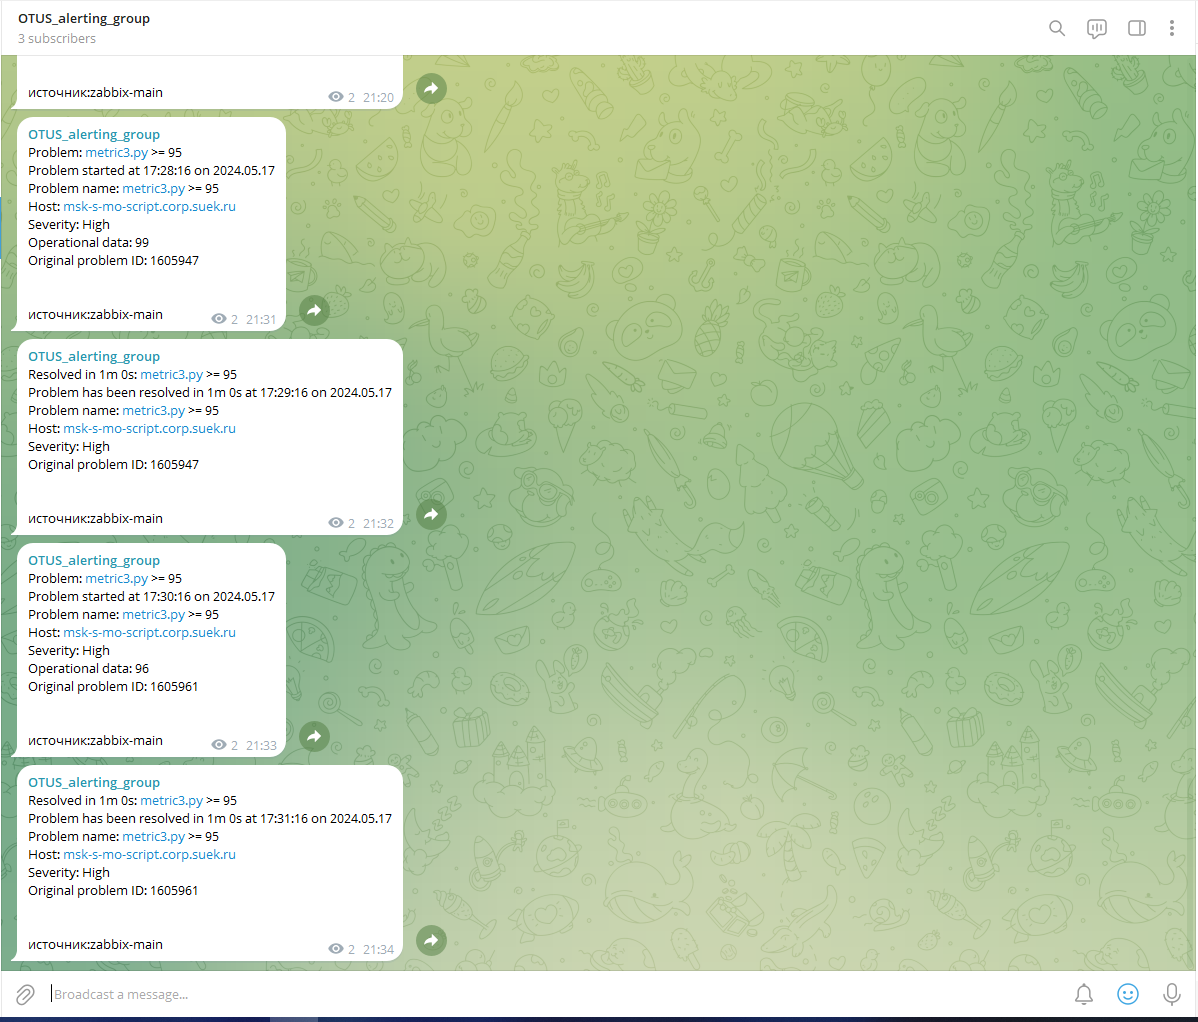 OTUS_alerting_group
3 subscribers
источник:zabbix-main
2 21:20
OTUS_alerting_group
Problem: metric3.py >= 95
Problem started at 17:28:16 on 2024.05.17
Problem name: metric3.py >= 95
Host: msk-s-mo-script.corp.suek.ru
Severity: High
Operational data: 99
Original problem ID: 1605947
источник:zabbix-main
2 21:31
OTUS_alerting_group
Resolved in 1m 0s: metric3.py >= 95
Problem has been resolved in 1m 0s at 17:29:16 on 2024.05.17
Problem name: metric3.py >= 95
Host: msk-s-mo-script.corp.suek.ru
Severity: High
Original problem ID: 1605947
источник:zabbix-main
2 21:32
OTUS_alerting_group
Problem: metric3.py >= 95
Problem started at 17:30:16 on 2024.05.17
Problem name: metric3.py >= 95
Host: msk-s-mo-script.corp.suek.ru
Severity: High
Operational data: 96
Original problem ID: 1605961
источник:zabbix-main
2 21:33
OTUS_alerting_group
Resolved in 1m 0s: metric3.py >= 95
Problem has been resolved in 1m 0s at 17:31:16 on 2024.05.17
Problem name: metric3.py >= 95
Host: msk-s-mo-script.corp.suek.ru
Severity: High
Original problem ID: 1605961
источник:zabbix-main
2 21:34
Broadcast a message...